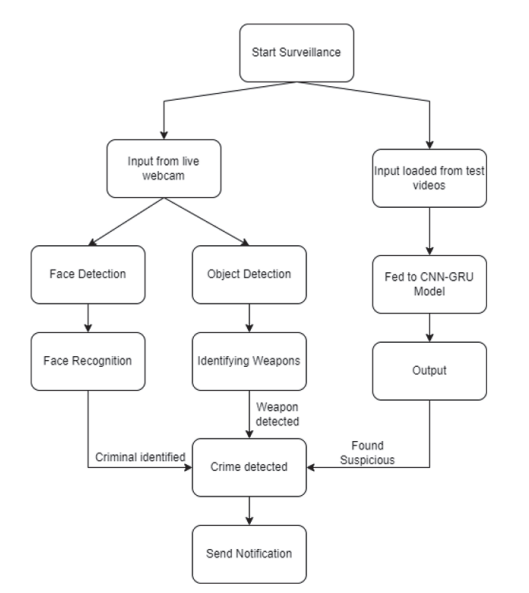 Start Surveillance
Input from live
webcam
Input loaded from test
videos
Face Detection
Object Detection
Fed to CNN-GRU
Model
Face Recognition
Identifying Weapons
Output
Weapon
detected
Criminal identified
Found
Suspicious
Crime detected
Send Notification